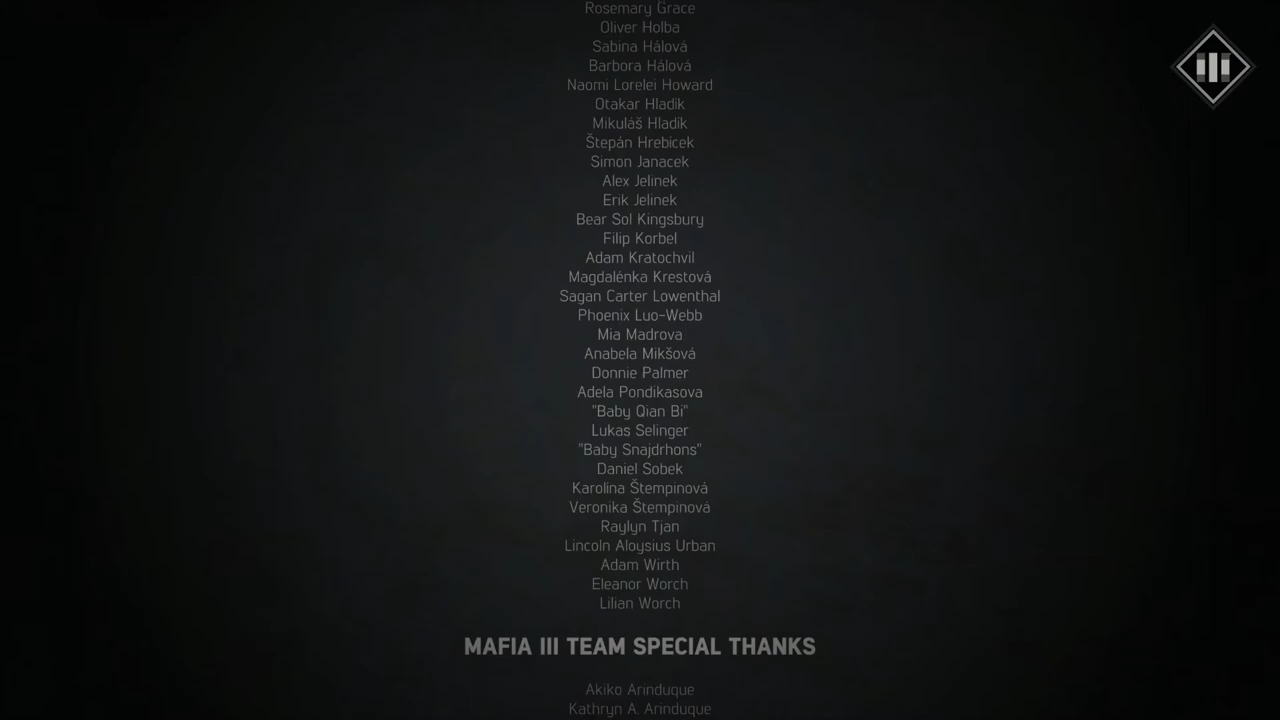 Rosemary Grace
Oliver Holba
Sabina Hálová
Barbora Hálová
Naomi Lorelei Howard
Otakar Hladík
Mikuláš Hladík
Štepán Hrebícek
Simon Janacek
Alex Jelinek
Erik Jelinek
Bear Sol Kingsbury
Filip Korbel
Adam Kratochvil
Magdalénka Krestová
Sagan Carter Lowenthal
Phoenix Luo-Webb
Mia Madrova
Anabela Mikšová
Donnie Palmer
Adela Pondikasova
"Baby Qian Bi"
Lukas Selinger
"Baby Snajdrhons"
Daniel Sobek
Karolína Štempinová
Veronika Štempinová
Raylyn Tjan
Lincoln Aloysius Urban
Adam Wirth
Eleanor Worch
Lilian Worch
MAFIA III TEAM SPECIAL THANKS
Akiko Arinduque
Kathryn A. Arinduque